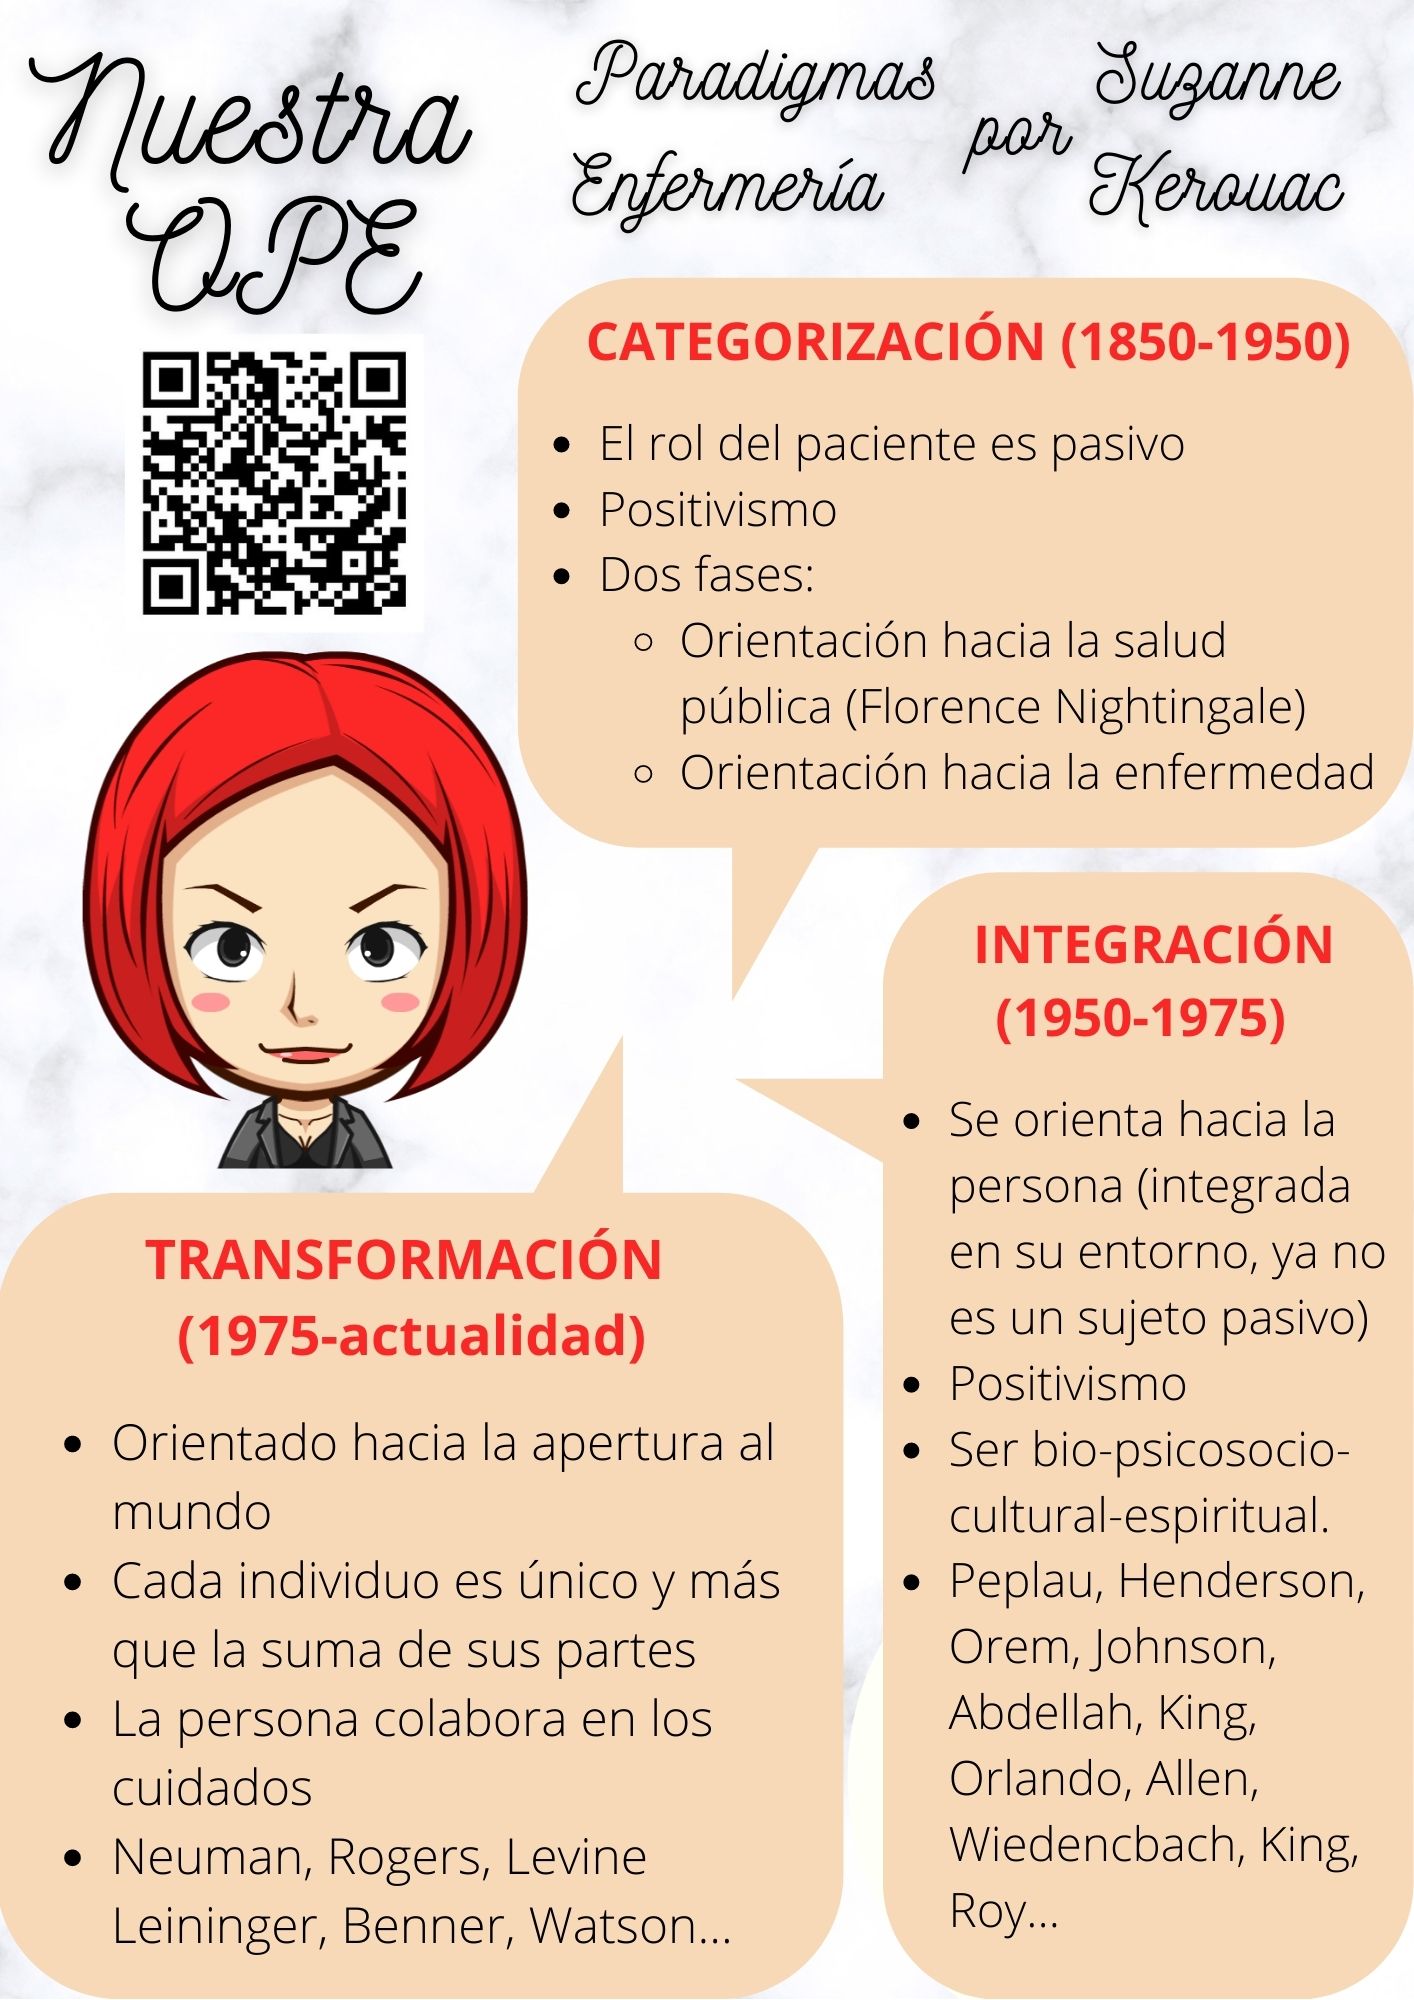 Nuestra
OPE
Paradigmas
Enfermería
por
Suzanne
Kerouac
CATEGORIZACIÓN (1850-1950)
• El rol del paciente es pasivo
• Positivismo
• Dos fases:
◦ Orientación hacia la salud
pública (Florence Nightingale)
◦ Orientación hacia la enfermedad
INTEGRACIÓN
(1950-1975)
• Se orienta hacia la
persona (integrada
en su entorno, ya no
es un sujeto pasivo)
• Positivismo
• Ser bio-psicosocio-
cultural-espiritual.
• Peplau, Henderson,
Orem, Johnson,
Abdellah, King,
Orlando, Allen,
Wiedencbach, King,
Roy...
TRANSFORMACIÓN
(1975-actualidad)
• Orientado hacia la apertura al
mundo
• Cada individuo es único y más
que la suma de sus partes
• La persona colabora en los
cuidados
• Neuman, Rogers, Levine
Leininger, Benner, Watson...